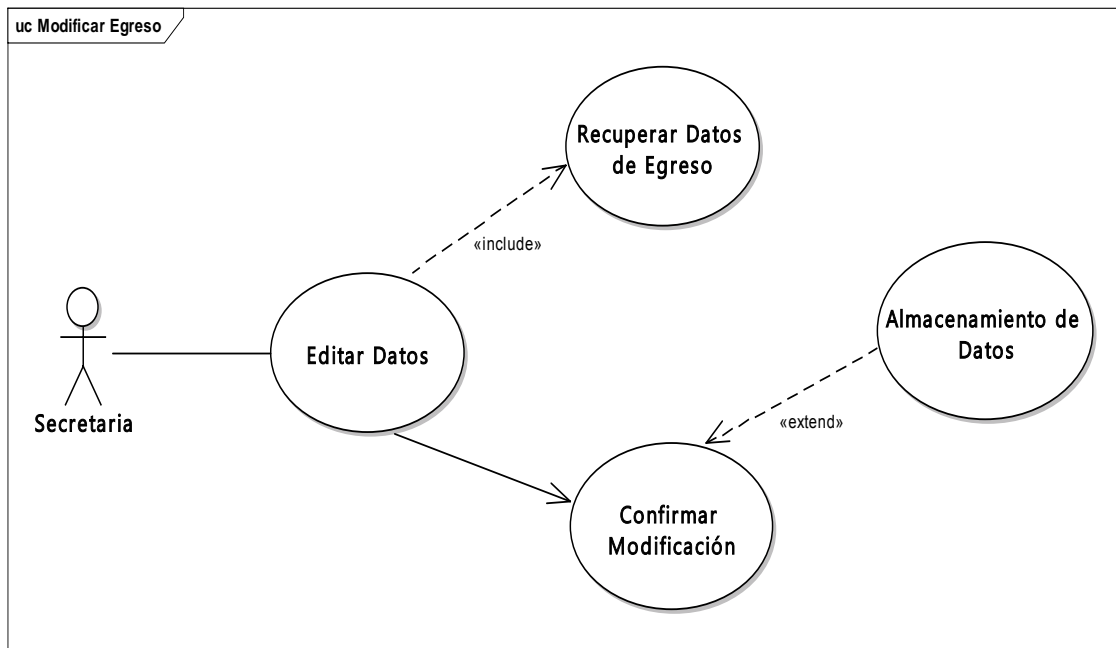 uc Modificar Egreso
Recuperar Datos
de Egreso
«include»
Almacenamiento de
Datos
Editar Datos
Secretaria
«extend»
Confirmar
Modificación